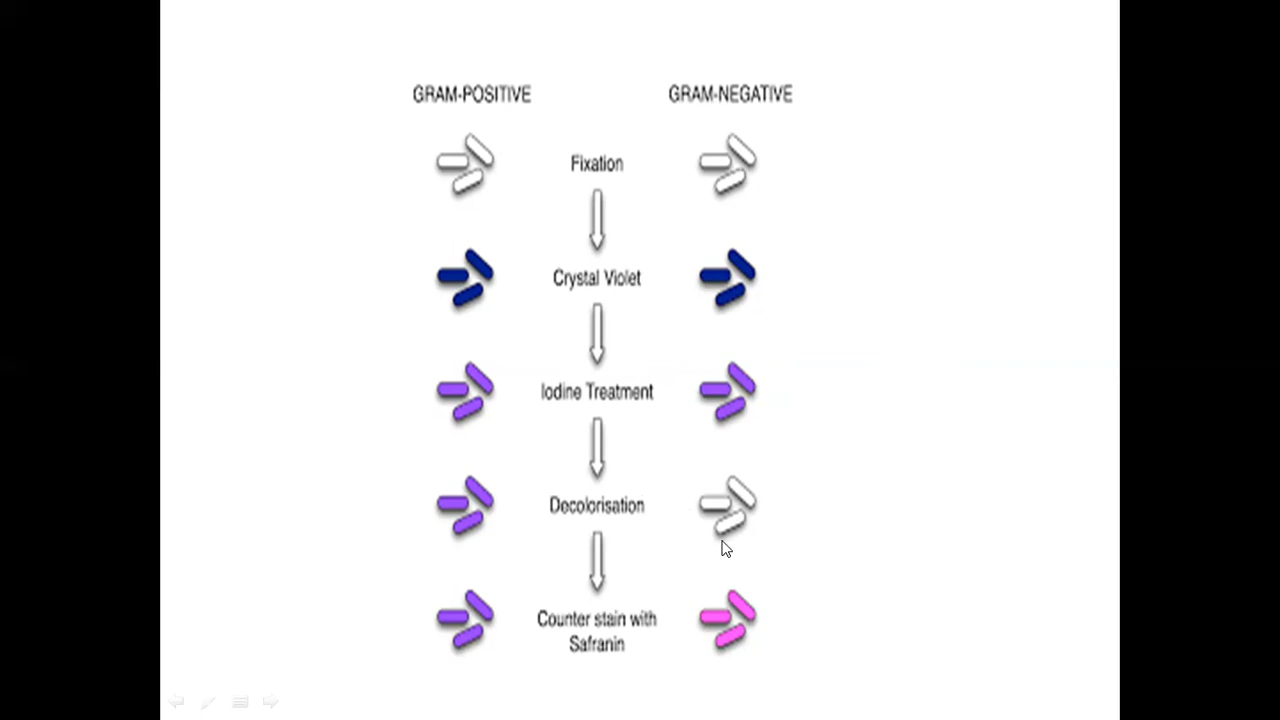 GRAM-POSITIVE
GRAM-NEGATIVE
Fixation
Crystal Violet
Iodine Treatment
Decolorisation
Counter stain with
Safranin